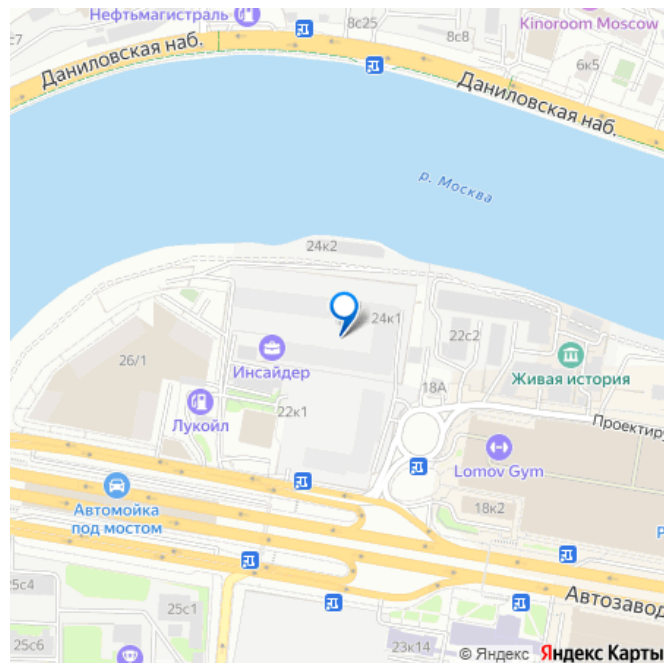 Нефтьмагистраль
8с25
8с8
Kinoroom Moscow
с7
6к5
Даниловская наб.
Даниловская наб.
р. Москва
24к2
24к1
22с2
Инсайдер
26/1
Живая история
18А
Лукойл
22к1
Проектиру
Lomov Gym
Автомойка
под мостом
18к2
Р
25с4
25с1
Автозавод
25с6
23к14
© Яндекс Яндекс Карты